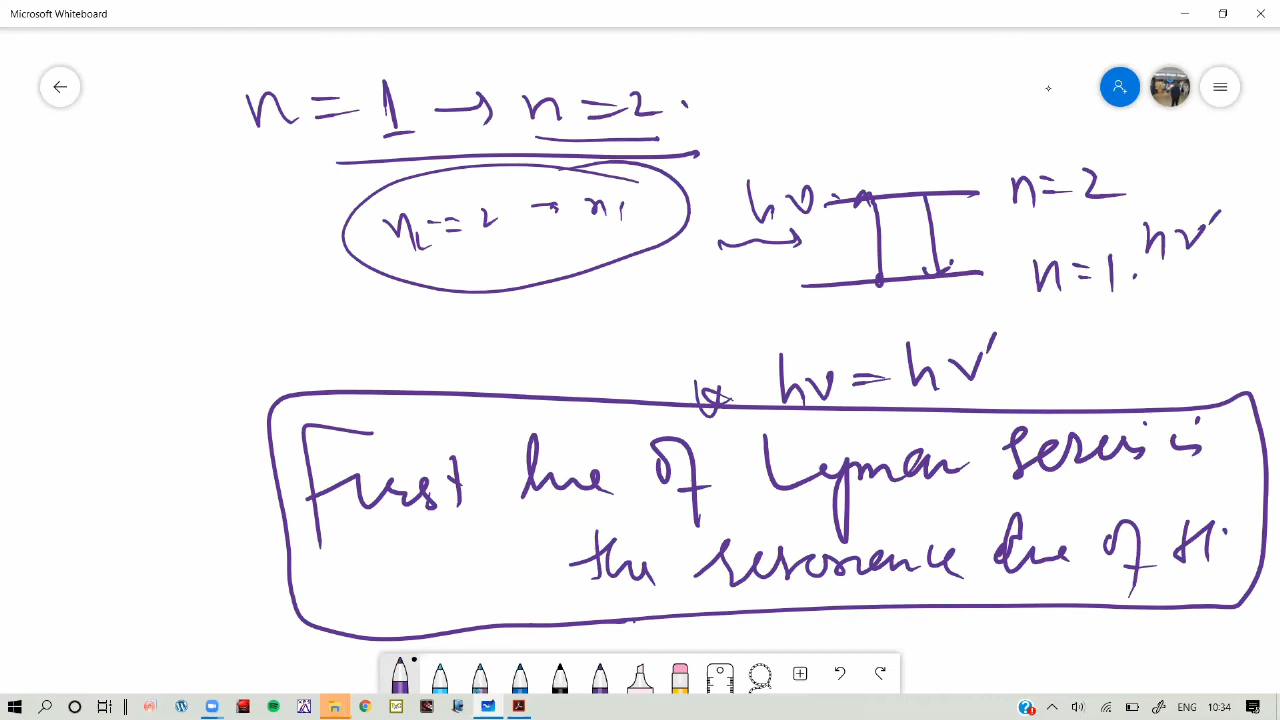 Microsoft Whiteboard
n = 1 → n = 2.
n₂ = 2 → n₁
hν
n = 2
n = 1.
hν'
hν = hν'
First line of Lyman series is
the resonance line of H.
ENG 10:34